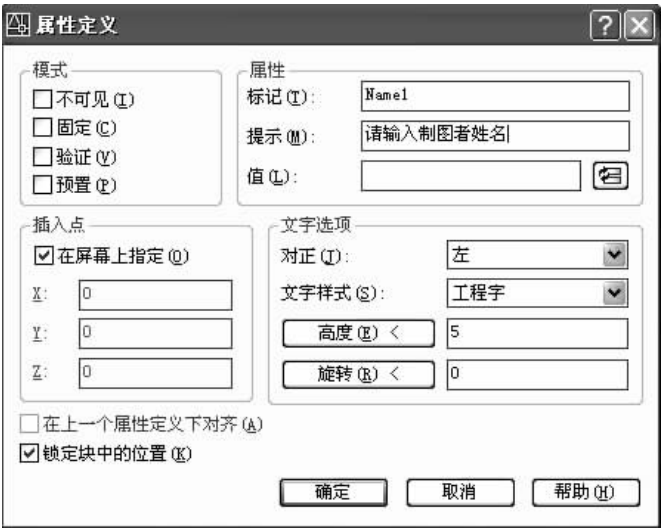 属性定义
模式
不可见(I)
固定(C)
验证(V)
预置(P)
属性
标记(T): Name1
提示(M): 请输入制图者姓名
值(L):
插入点
在屏幕上指定(O)
X: 0
Y: 0
Z: 0
文字选项
对正(J): 左
文字样式(S): 工程字
高度(E) < 5
旋转(R) < 0
在上一个属性定义下对齐(A)
锁定块中的位置(K)
确定 取消 帮助(H)